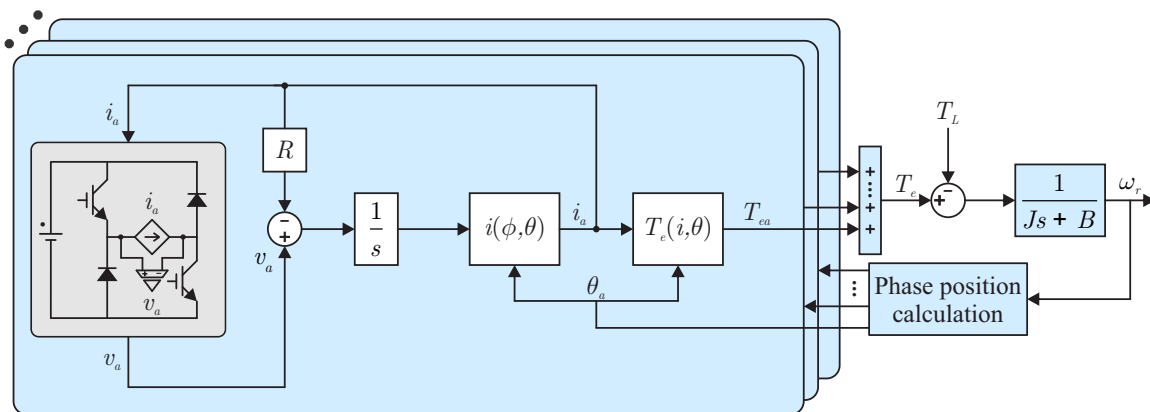 i_a
R
i_a
v_a
v_a
- +
v_a
1
s
i(ϕ,θ)
i_a
T_e(i,θ)
T_ea
θ_a
+
+
+
T_e
T_L
+ -
1
Js + B
ω_r
Phase position
calculation